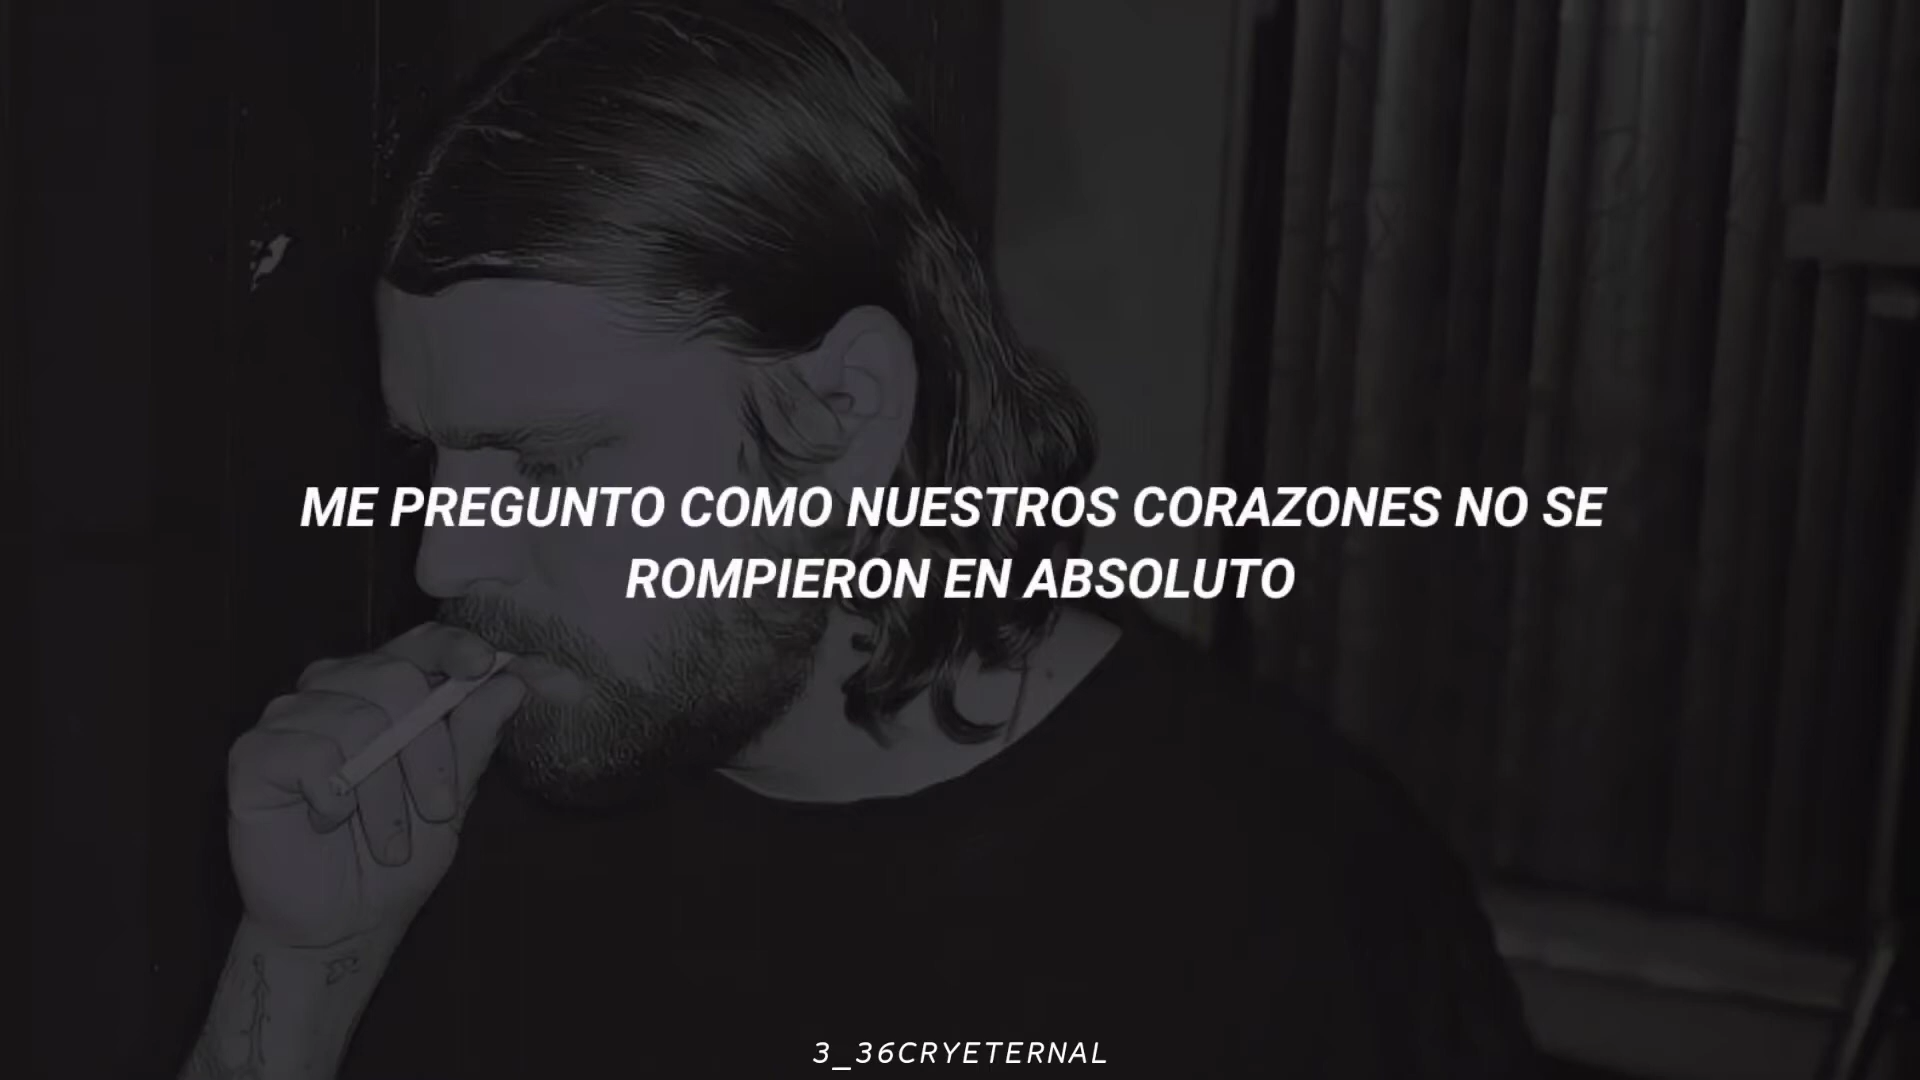 ME PREGUNTO COMO NUESTROS CORAZONES NO SE
ROMPIERON EN ABSOLUTO
3_36CRYETERNAL